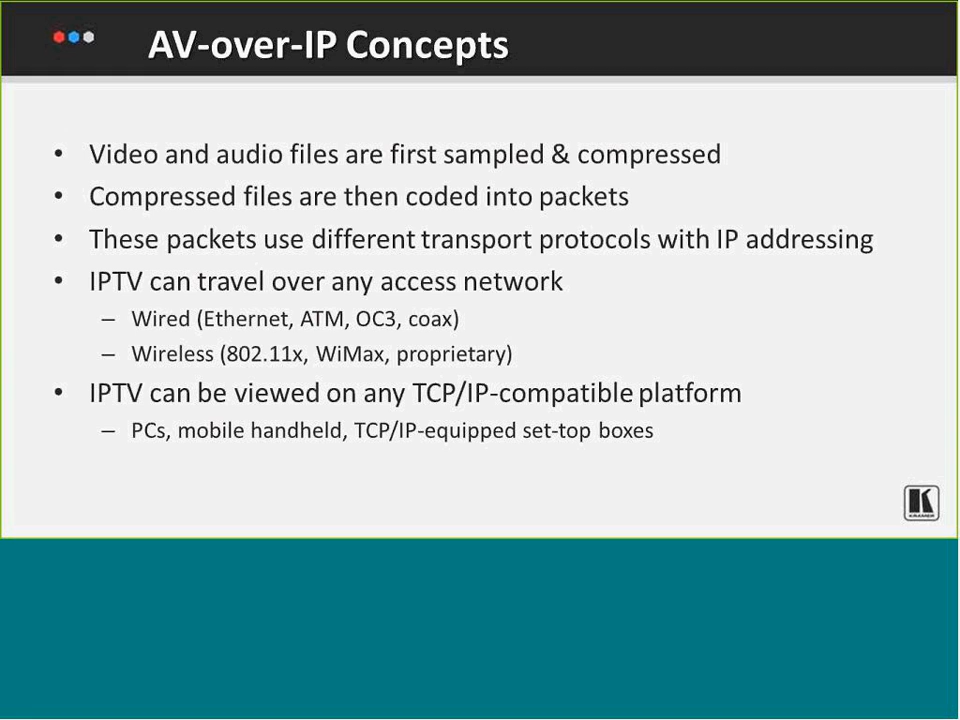 AV-over-IP Concepts
• Video and audio files are first sampled & compressed
• Compressed files are then coded into packets
• These packets use different transport protocols with IP addressing
• IPTV can travel over any access network
– Wired (Ethernet, ATM, OC3, coax)
– Wireless (802.11x, WiMax, proprietary)
• IPTV can be viewed on any TCP/IP-compatible platform
– PCs, mobile handheld, TCP/IP-equipped set-top boxes
K
KRAMER